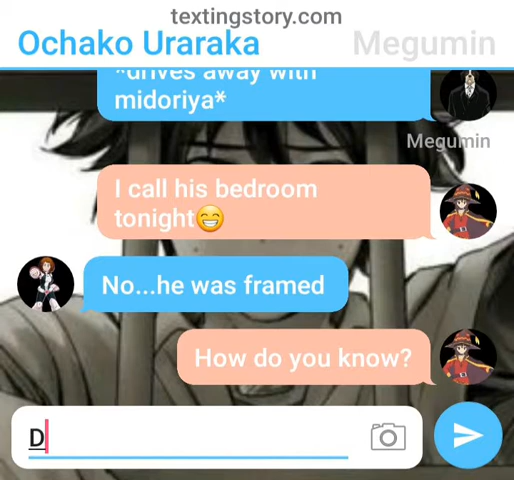 textingstory.com
Ochako Uraraka Megumin
*drives away with
midoriya*
Megumin
I call his bedroom
tonight😁
No...he was framed
How do you know?
D